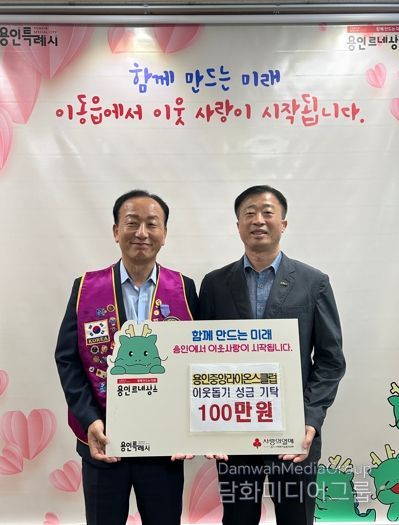 용인특례시
용인르네상스
함께 만드는 미래
이동읍에서 이웃 사랑이 시작됩니다.
KOREA
함께 만드는 미래
용인에서 이웃사랑이 시작됩니다.
용인중앙라이온스클럽
이웃돕기 성금 기탁
100만 원
용인르네상스
용인특례시
사랑의열매
DamwahMediaGroup
담화미디어그룹